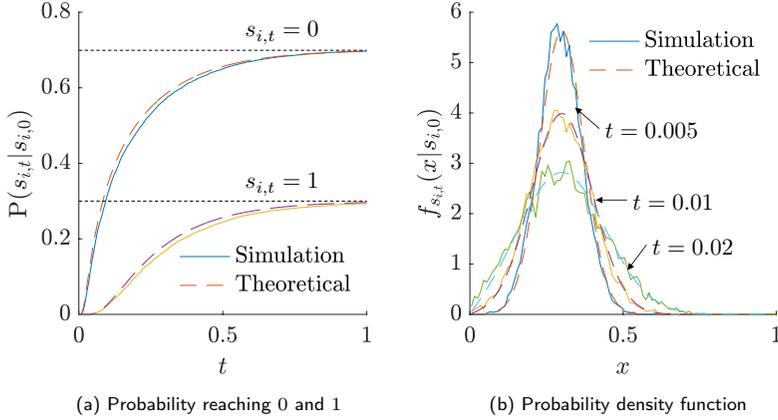 0.8
0.6
0.4
0.2
0
P(s_{i,t}|s_{i,0})
s_{i,t} = 0
s_{i,t} = 1
Simulation
Theoretical
0 0.5 1
t
(a) Probability reaching 0 and 1
6
5
4
3
2
1
0
f_{s_{i,t}}(x|s_{i,0})
Simulation
Theoretical
t = 0.005
t = 0.01
t = 0.02
0 0.5 1
x
(b) Probability density function